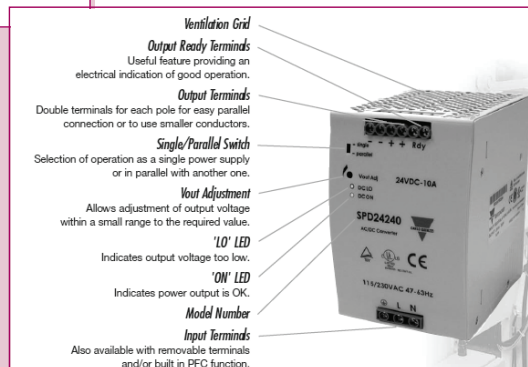 Ventilation Grid
Output Ready Terminals
Useful feature providing an
electrical indication of good operation.
Output Terminals
Double terminals for each pole for easy parallel
connection or to use smaller conductors.
Single/Parallel Switch
Selection of operation as a single power supply
or in parallel with another one.
Vout Adjustment
Allows adjustment of output voltage
within a small range to the required value.
'LO' LED
Indicates output voltage too low.
'ON' LED
Indicates power output is OK.
Model Number
Input Terminals
Also available with removable terminals
and/or built in PFC function.
- - + + Rdy
single
parallel
Vout Adj
24VDC-10A
DC LO
DC ON
SPD24240
AC/DC Converter
CE
115/230VAC 47-63Hz
L N